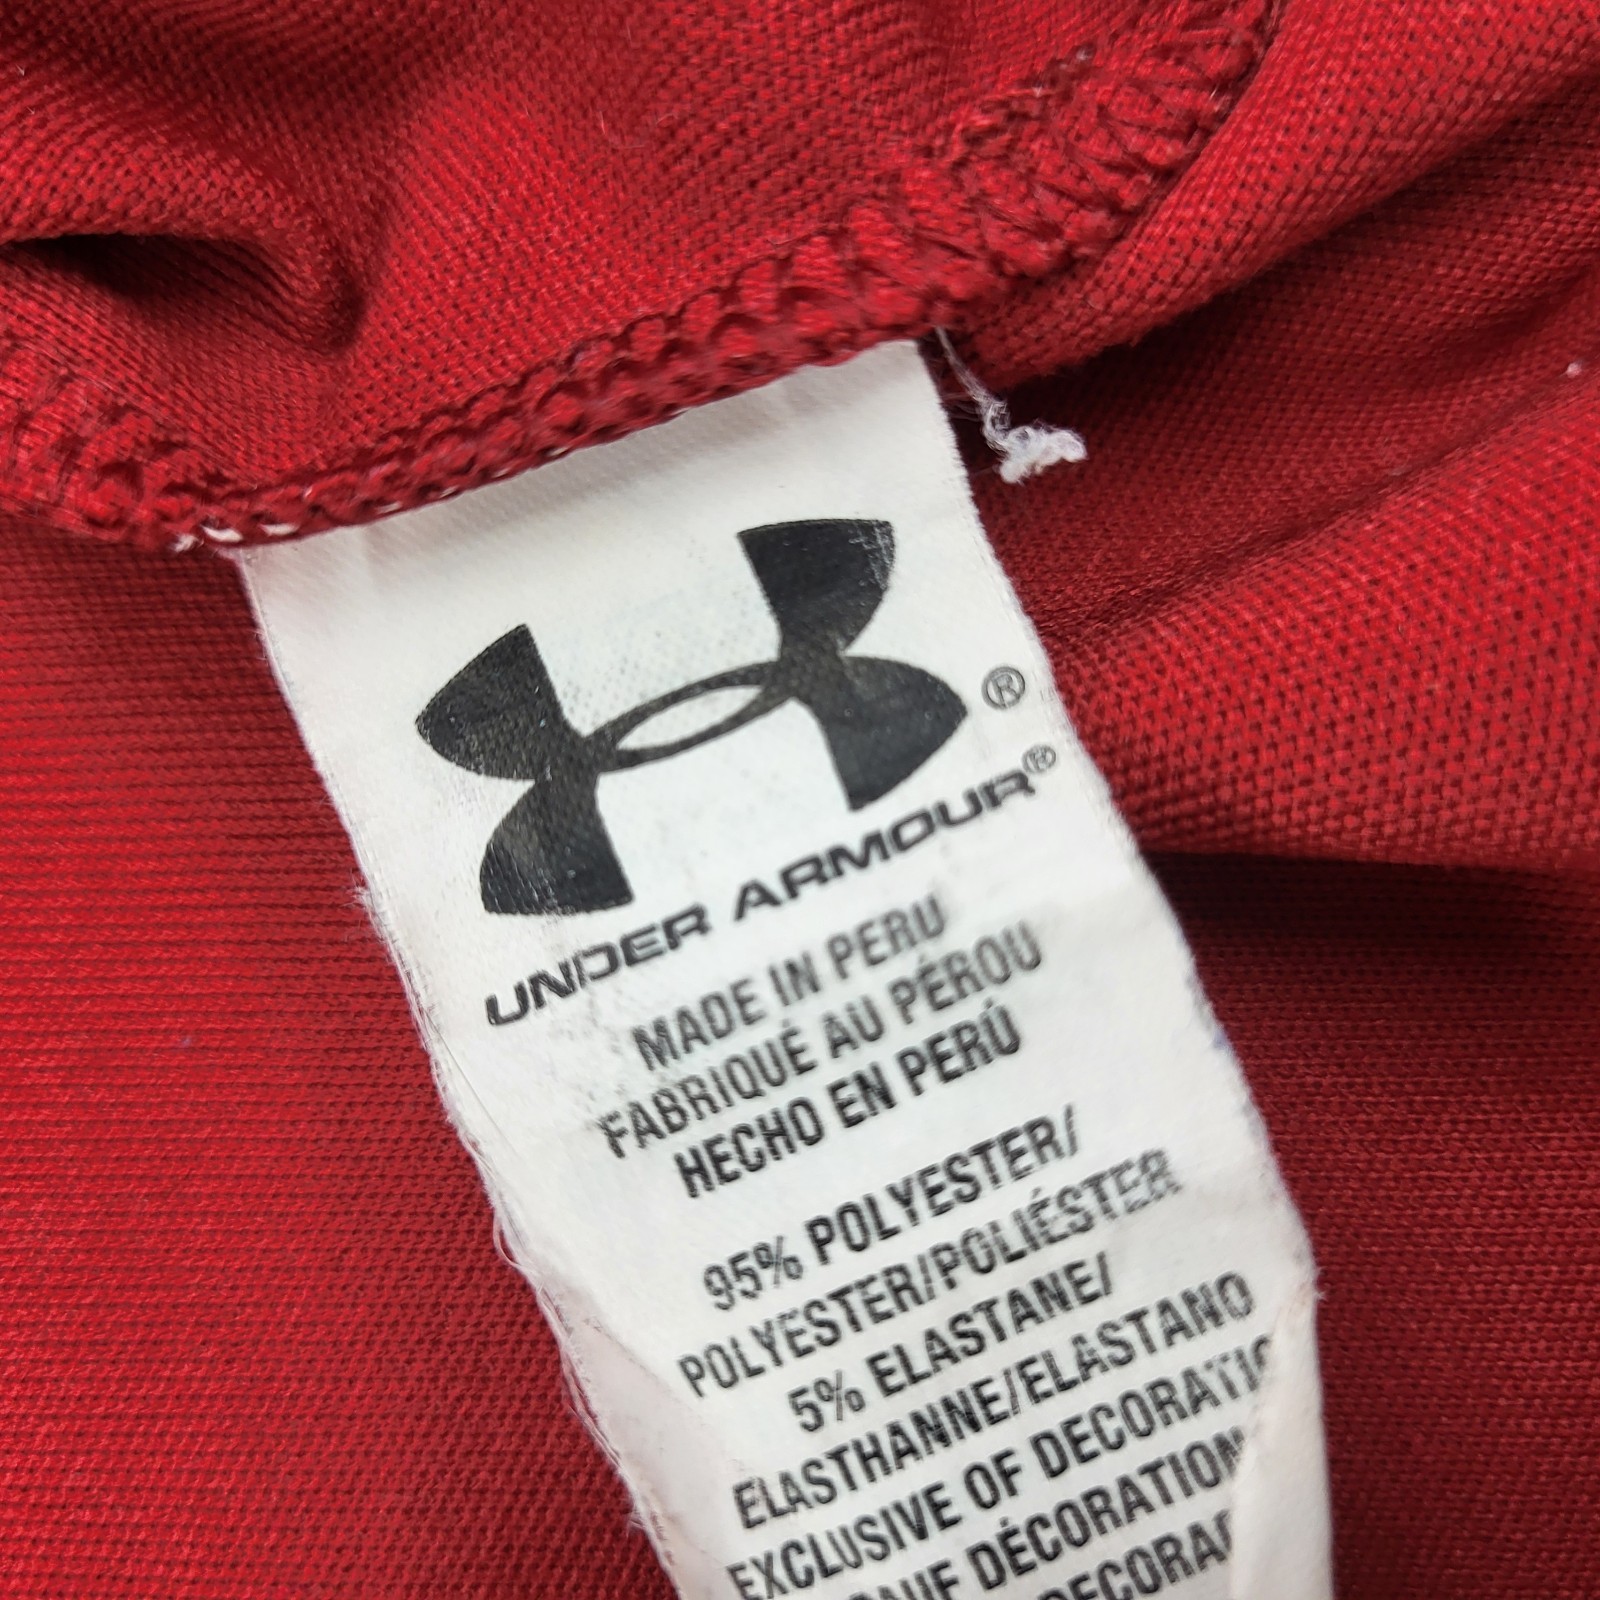 ®
UNDER ARMOUR®
MADE IN PERU
FABRIQUÉ AU PÉROU
HECHO EN PERÚ
95% POLYESTER/
POLYESTER/POLIÉSTER
5% ELASTANE/
ELASTHANNE/ELASTANO
EXCLUSIVE OF
DÉCORATION